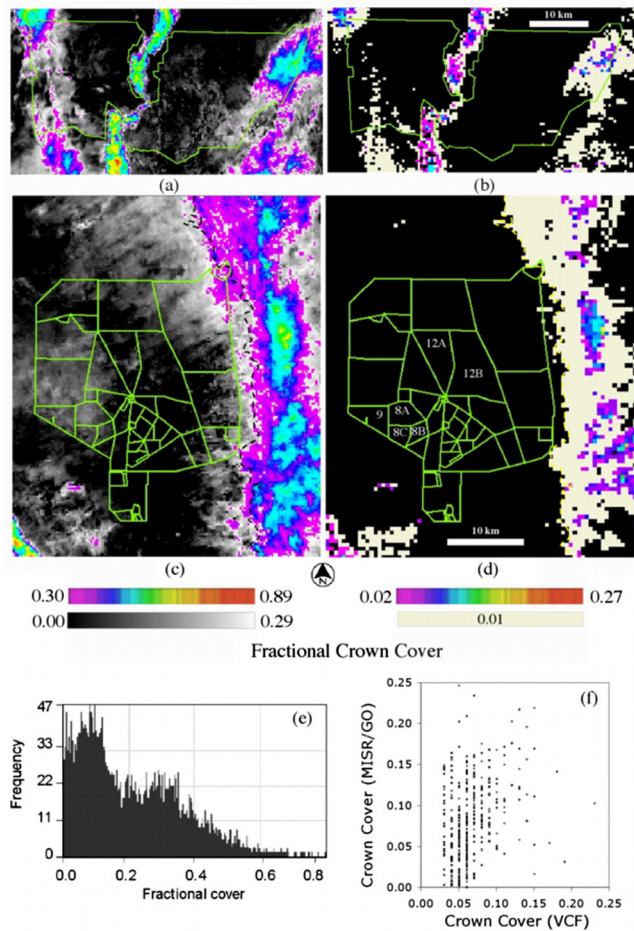 10 km
(a) (b)
12A
12B
9 8A
8C 8B
10 km
(c) N (d)
0.30 0.89 0.02 0.27
0.00 0.29 0.01
Fractional Crown Cover
(e)
Frequency
47
33
22
11
0
0.0 0.2 0.4 0.6 0.8
Fractional cover
(f)
Crown Cover (MISR/GO)
0.25
0.20
0.15
0.10
0.05
0.00
0.00 0.05 0.10 0.15 0.20 0.25
Crown Cover (VCF)